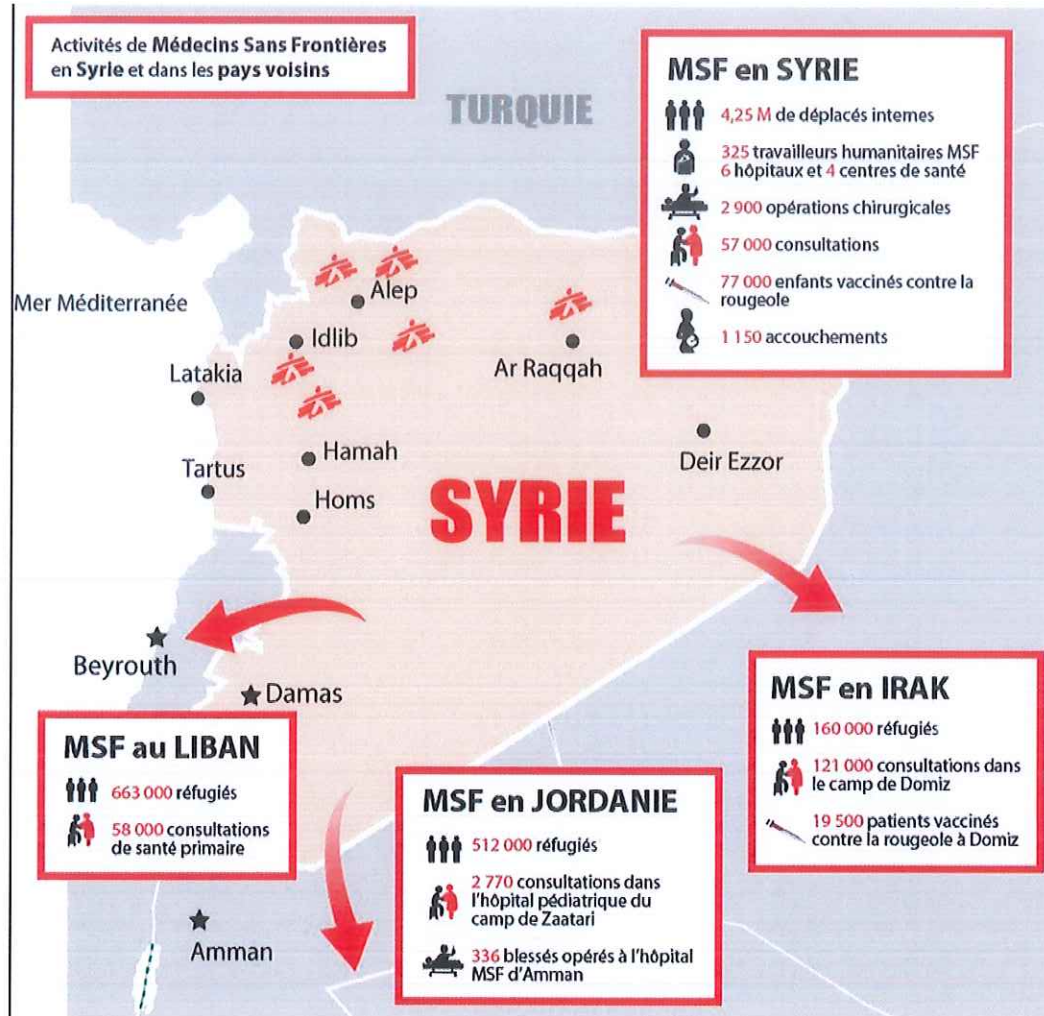 Activités de Médecins Sans Frontières
en Syrie et dans les pays voisins
TURQUIE
MSF en SYRIE
4,25 M de déplacés internes
325 travailleurs humanitaires MSF
6 hôpitaux et 4 centres de santé
2 900 opérations chirurgicales
57 000 consultations
77 000 enfants vaccinés contre la
rougeole
1 150 accouchements
Mer Méditerranée
Alep
Idlib
Ar Raqqah
Latakia
Hamah
Deir Ezzor
Tartus
Homs
SYRIE
Beyrouth
Damas
MSF au LIBAN
663 000 réfugiés
58 000 consultations
de santé primaire
MSF en JORDANIE
512 000 réfugiés
2 770 consultations dans
l'hôpital pédiatrique du
camp de Zaatari
336 blessés opérés à l'hôpital
MSF d'Amman
MSF en IRAK
160 000 réfugiés
121 000 consultations dans
le camp de Domiz
19 500 patients vaccinés
contre la rougeole à Domiz
Amman